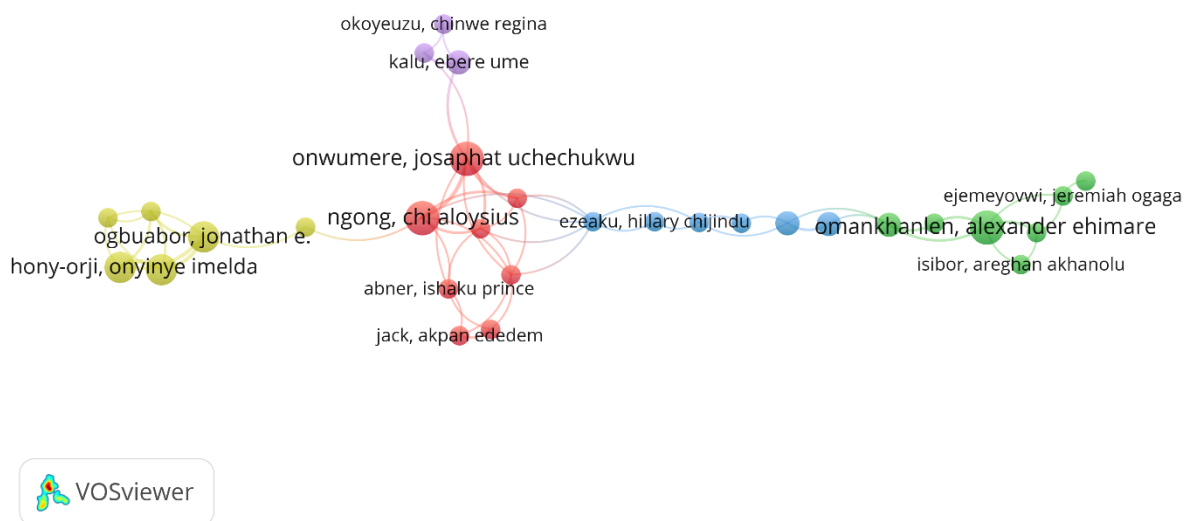 okoyeuzu, chinwe regina
kalu, ebere ume
onwumere, josaphat uchechukwu
ngong, chi aloysius
ezeaku, hillary chijindu
ejemeyovwi, jeremiah ogaga
omankhanlen, alexander ehimare
ogbuabor, jonathan e.
hony-orji, onyinye imelda
isibor, areghan akhanolu
abner, ishaku prince
jack, akpan ededem
VOSviewer